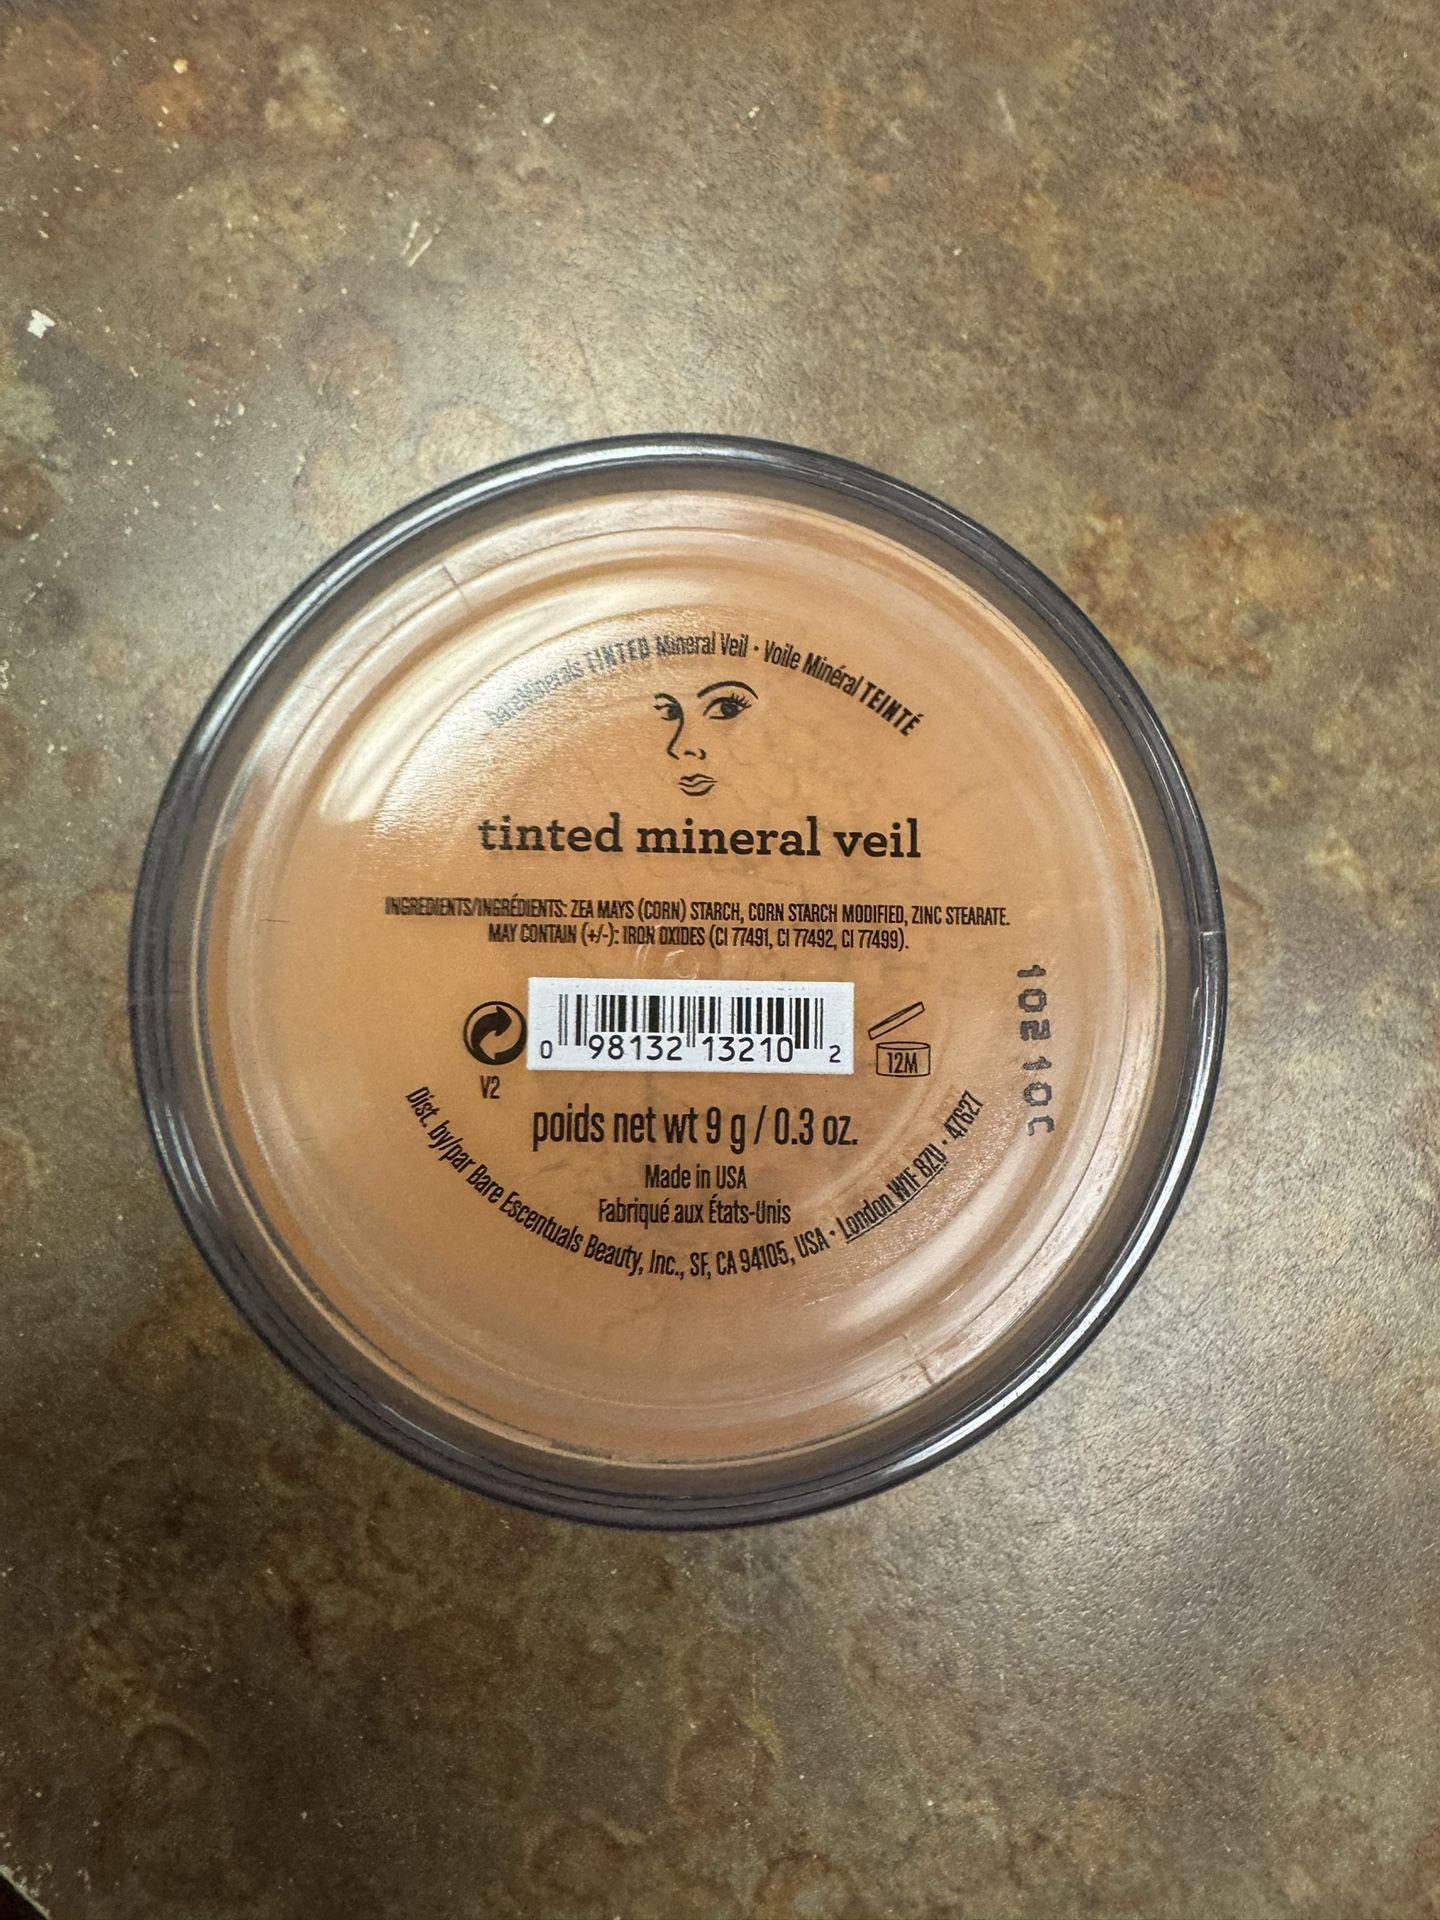 bareMinerals TINTED Mineral Veil · Voile Minéral TEINTÉ
tinted mineral veil
INGREDIENTS/INGRÉDIENTS: ZEA MAYS (CORN) STARCH, CORN STARCH MODIFIED, ZINC STEARATE.
MAY CONTAIN (+/-): IRON OXIDES (CI 77491, CI 77492, CI 77499).
0 98132 13210 2
12M
V2
poids net wt 9 g / 0.3 oz.
Made in USA
Fabriqué aux États-Unis
Dist. by/par Bare Escentuals Beauty, Inc., SF, CA 94105, USA · London W1F 8ZU · 47627